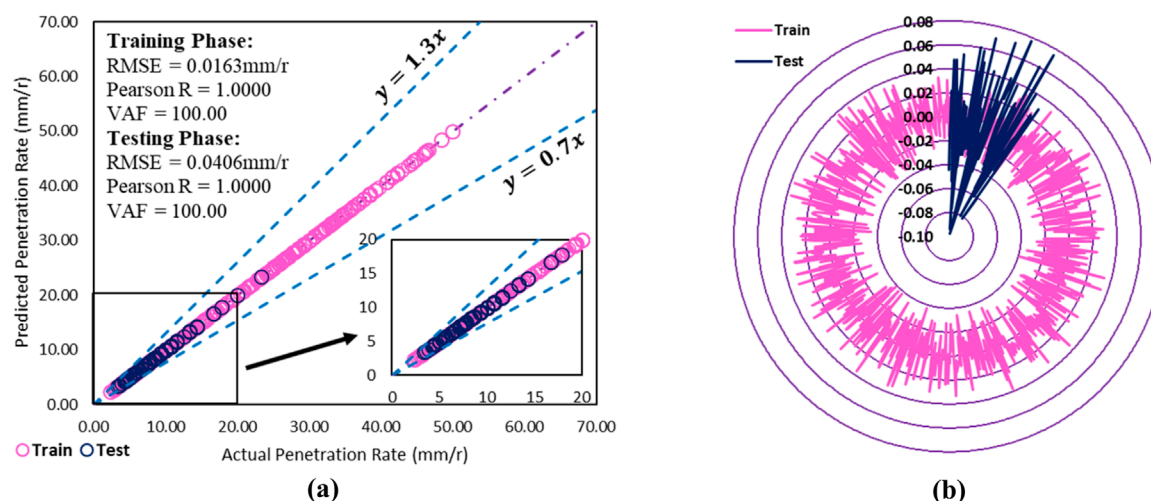 70.00
60.00
50.00
40.00
30.00
20.00
10.00
0.00
Predicted Penetration Rate (mm/r)
Training Phase:
RMSE = 0.0163mm/r
Pearson R = 1.0000
VAF = 100.00
Testing Phase:
RMSE = 0.0406mm/r
Pearson R = 1.0000
VAF = 100.00
y = 1.3x
y = 0.7x
20
15
10
5
0
0 5 10 15 20
0.00 10.00 20.00 30.00 40.00 50.00 60.00 70.00
Train Test
Actual Penetration Rate (mm/r)
(a)
Train
Test
0.08
0.06
0.04
0.02
0.00
-0.02
-0.04
-0.06
-0.08
-0.10
(b)